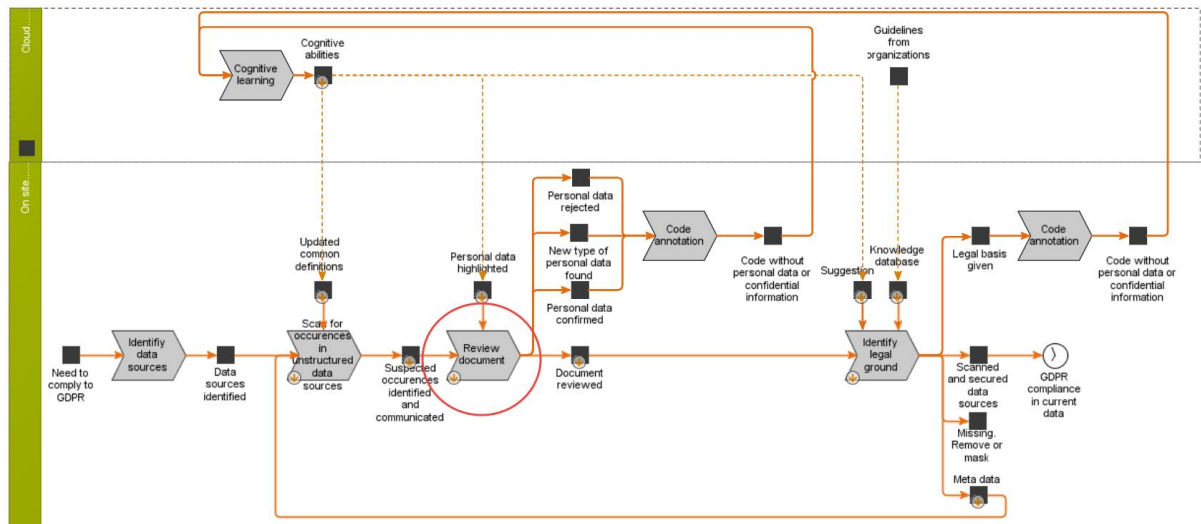 Cloud......
Cognitive
learning
Cognitive
abilities
Guidelines
from
organizations
On site......
Personal data
rejected
New type of
personal data
found
Personal data
confirmed
Code
annotation
Code without
personal data or
confidential
information
Updated
common
definitions
Personal data
highlighted
Suggestion
Knowledge
database
Legal basis
given
Code
annotation
Code without
personal data or
confidential
information
Need to
comply to
GDPR
Identifiy data
sources
Data
sources
identified
Scan for
occurences
in
unstructured
data
sources
Suspected
occurences
identified
and
communicated
Review
document
Document
reviewed
Identify
legal
ground
Scanned
and secured
data
sources
GDPR
compliance
in current
data
Missing.
Remove or
mask
Meta data